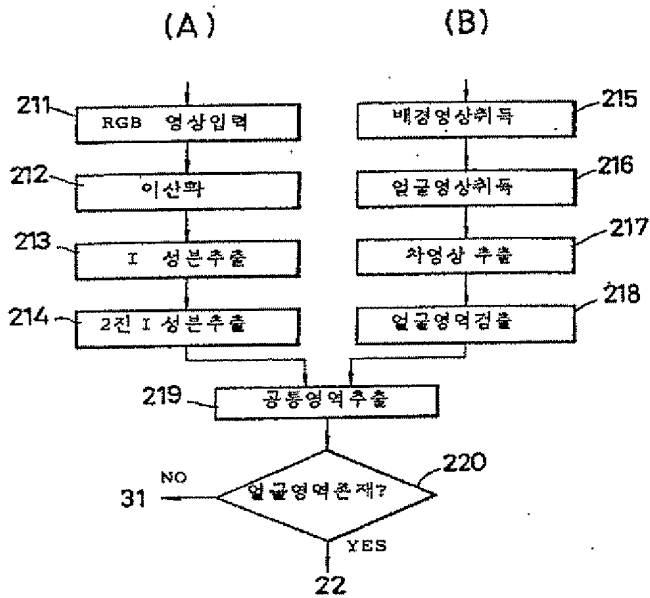 (A)
(B)
211
RGB 영상입력
212
이산화
213
I 성분추출
214
2진 I 성분추출
배경영상취득
215
얼굴영상취득
216
차영상 추출
217
얼굴영역검출
218
219
공통영역추출
얼굴영역존재?
220
NO
31
YES
22